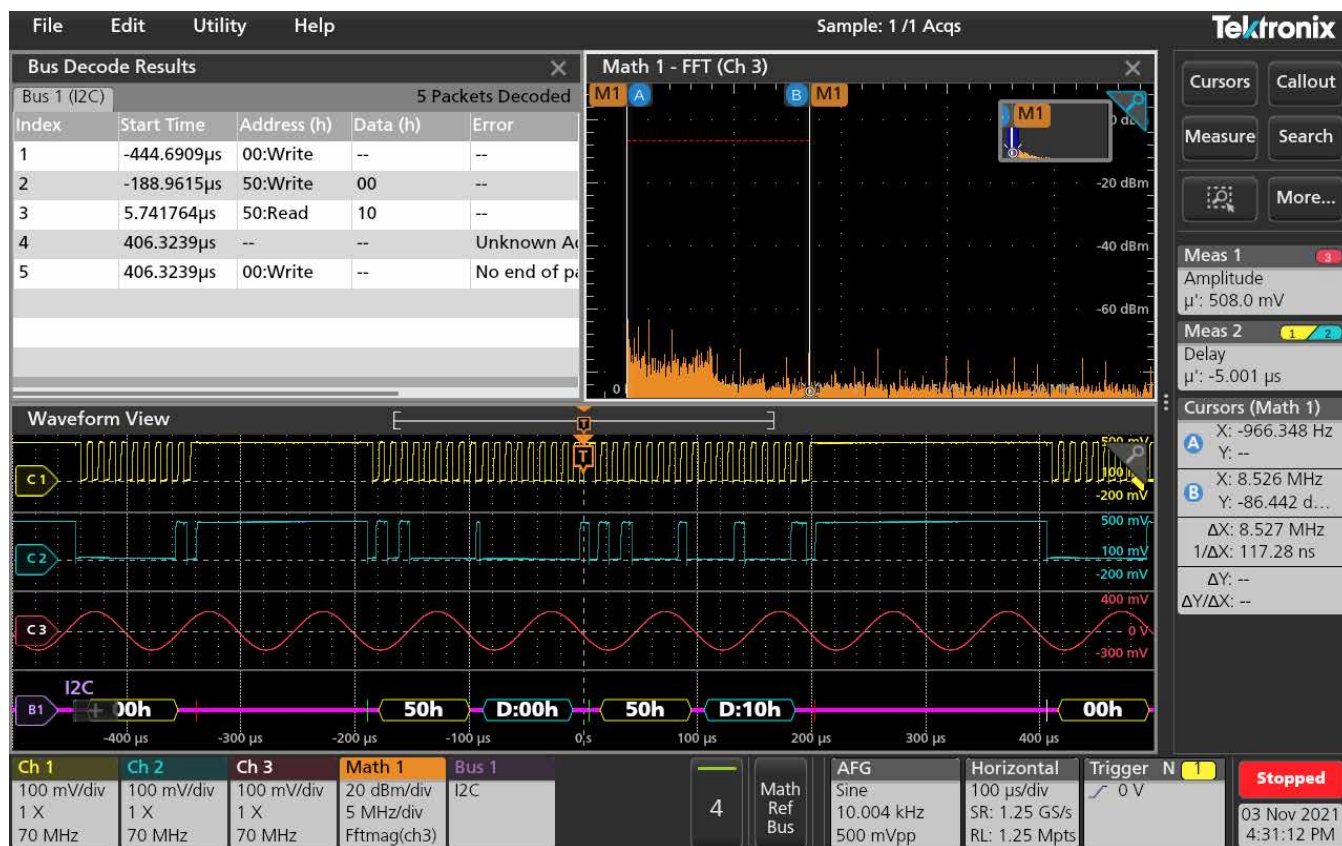 File Edit Utility Help Sample: 1 /1 Acqs Tektronix
Bus Decode Results
Bus 1 (I2C) 5 Packets Decoded
Index Start Time Address (h) Data (h) Error
1 -444.6909µs 00:Write -- --
2 -188.9615µs 50:Write 00 --
3 5.741764µs 50:Read 10 --
4 406.3239µs -- -- Unknown
5 406.3239µs 00:Write -- No end of
Math 1 - FFT (Ch 3)
M1 A B M1
M1
-20 dBm
-40 dBm
-60 dBm
Cursors Callout
Measure Search
More...
Meas 1 3
Amplitude
µ': 508.0 mV
Meas 2 1 2
Delay
µ': -5.001 µs
Cursors (Math 1)
A X: -966.348 Hz
Y: --
B X: 8.526 MHz
Y: -86.442 d...
ΔX: 8.527 MHz
1/ΔX: 117.28 ns
ΔY: --
ΔY/ΔX: --
Waveform View
T
T
C1
-200 mV
500 mV
C2
100 mV
-200 mV
400 mV
C3
0 V
-300 mV
I2C
B1 00h 50h D:00h 50h D:10h 00h
-400 µs -300 µs -200 µs -100 µs 0s 100 µs 200 µs 300 µs 400 µs
Ch 1
100 mV/div
1 X
70 MHz
Ch 2
100 mV/div
1 X
70 MHz
Ch 3
100 mV/div
1 X
70 MHz
Math 1
20 dBm/div
5 MHz/div
Fftmag(ch3)
Bus 1
I2C
4
Math
Ref
Bus
AFG
Sine
10.004 kHz
500 mVpp
Horizontal
100 µs/div
SR: 1.25 GS/s
RL: 1.25 Mpts
Trigger N 1
0 V
Stopped
03 Nov 2021
4:31:12 PM